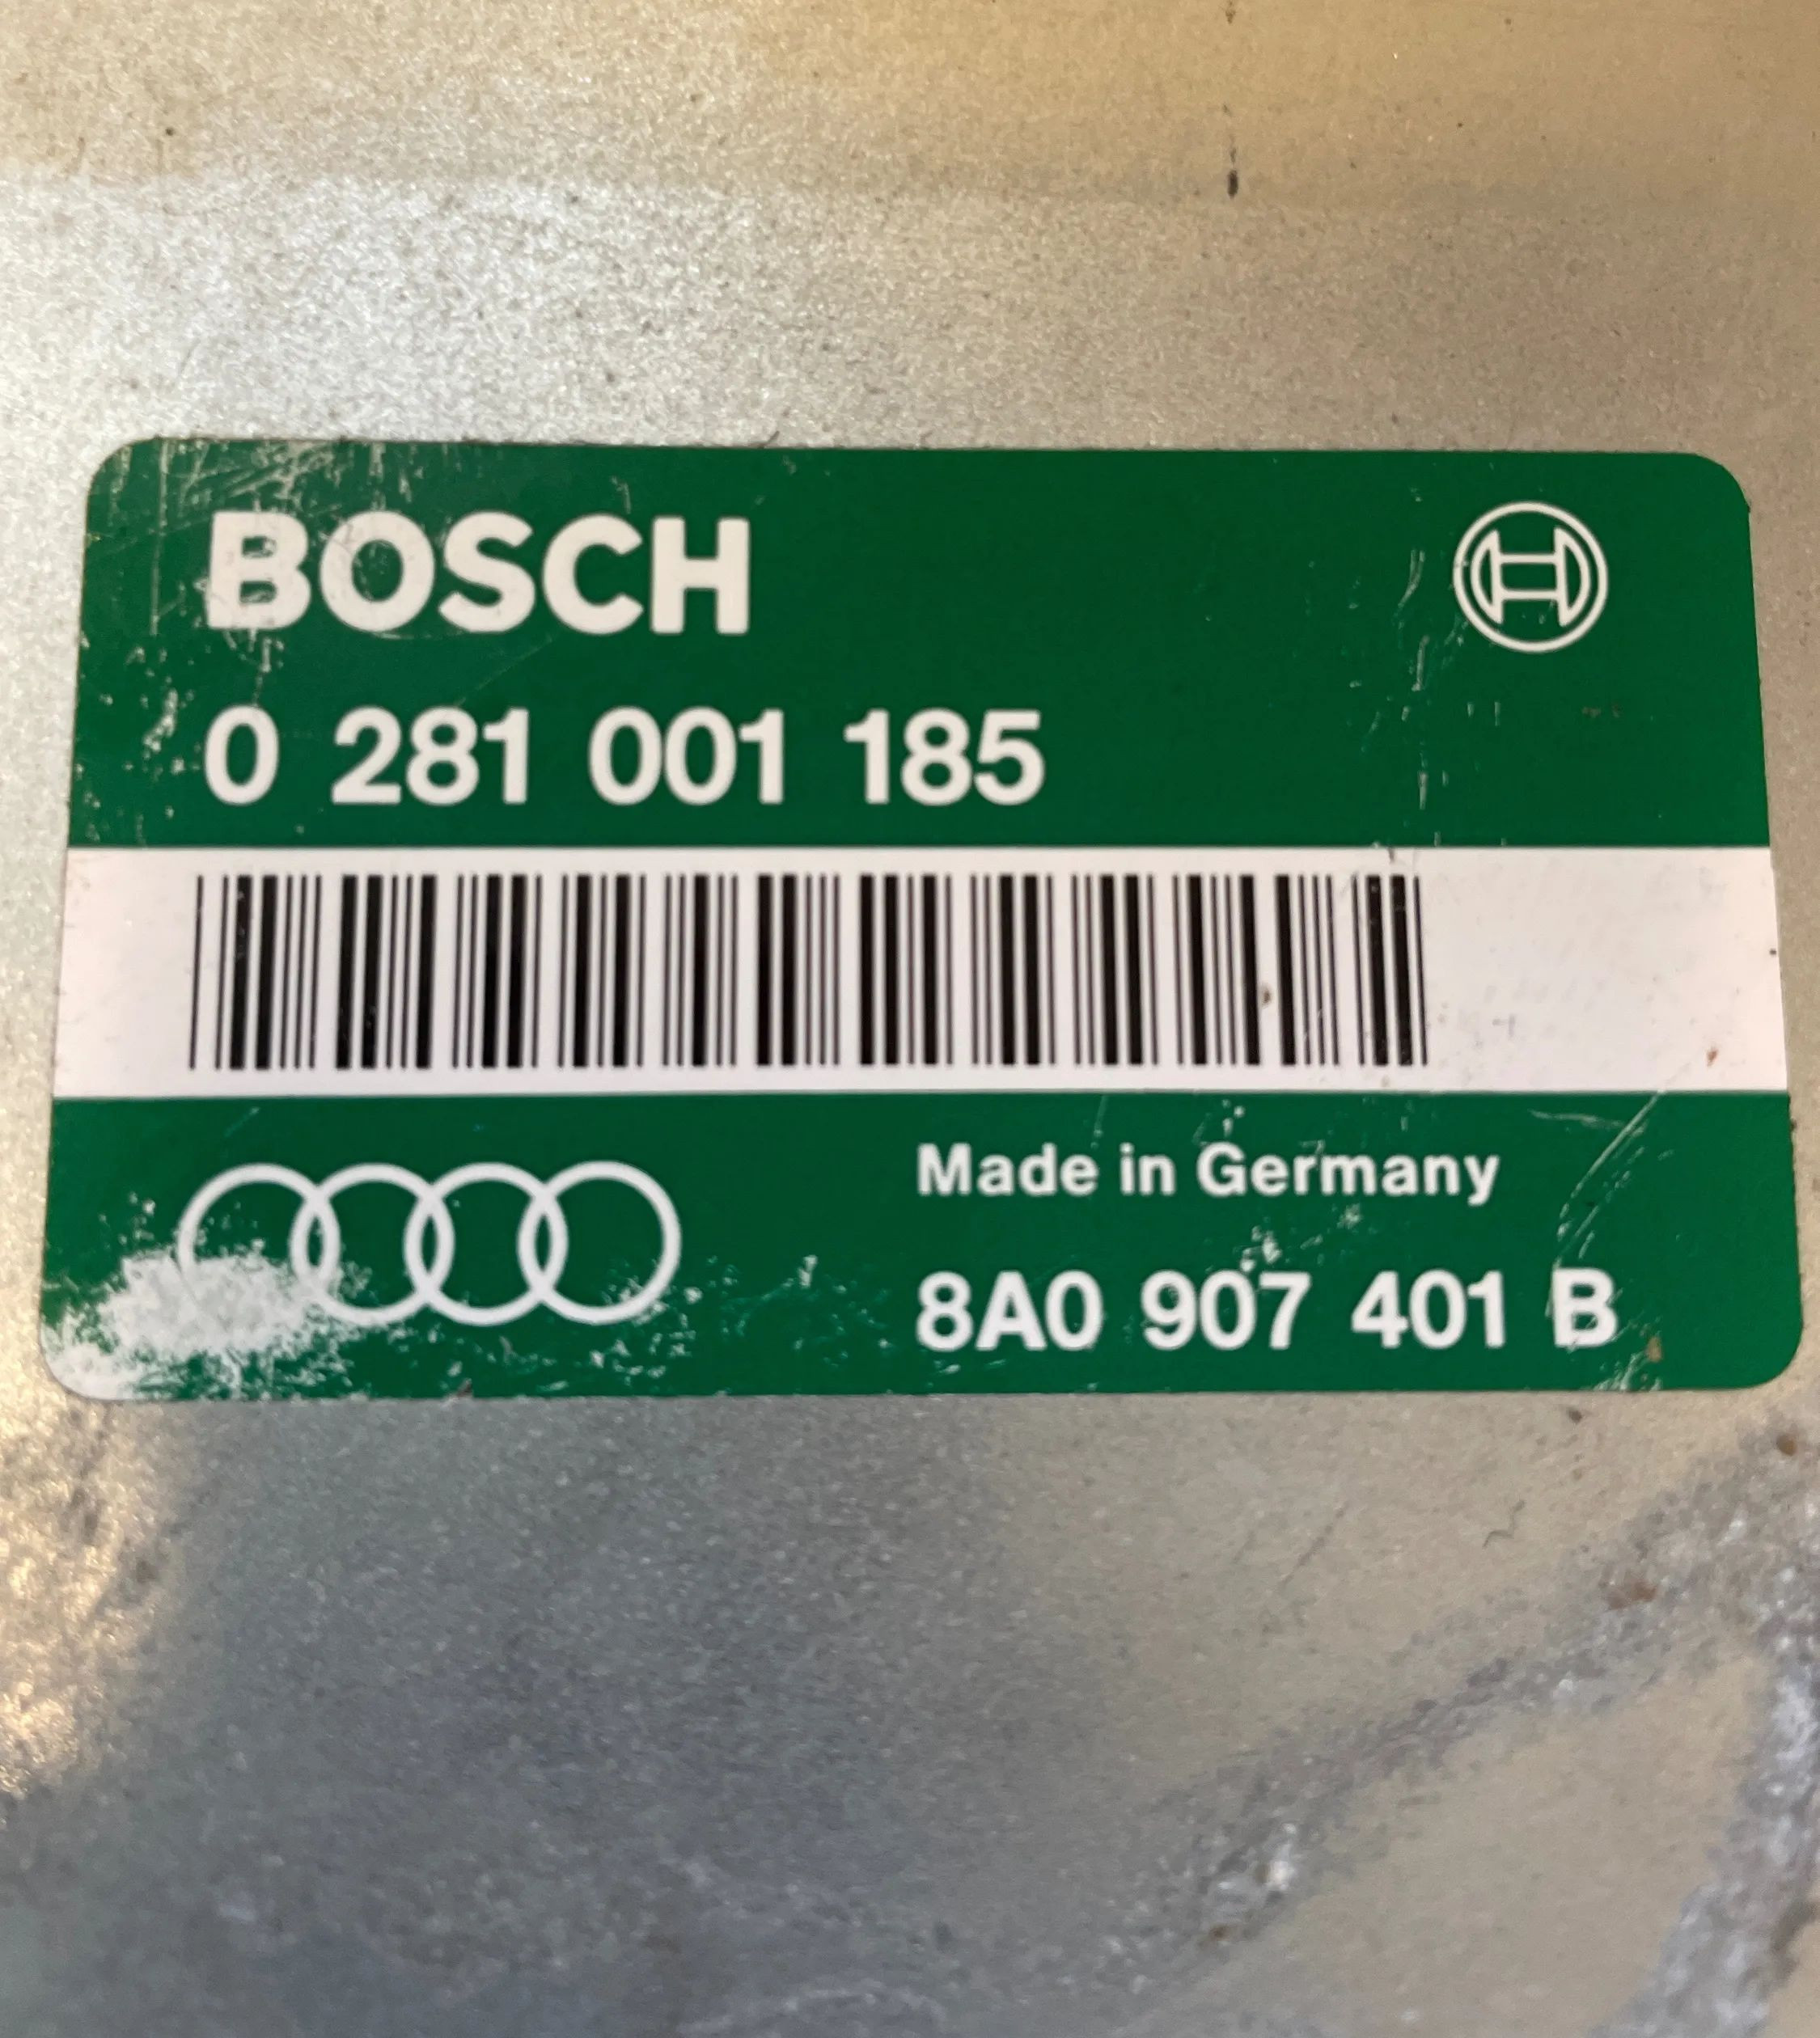 BOSCH
0 281 001 185
Made in Germany
8A0 907 401 B